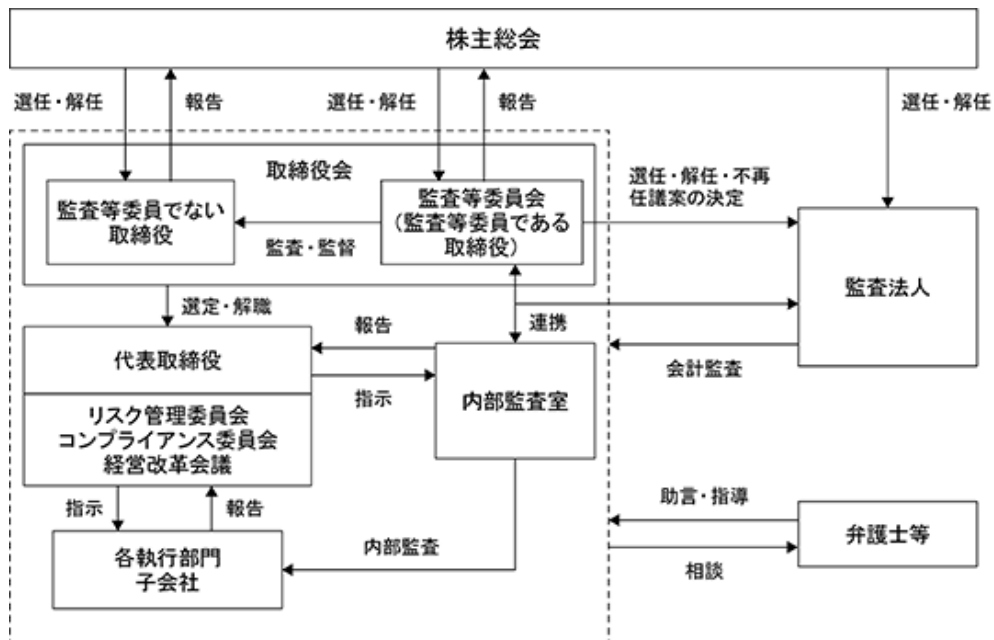 株主総会
選任・解任
報告
選任・解任
報告
選任・解任
取締役会
監査等委員でない
取締役
監査・監督
監査等委員会
(監査等委員である
取締役)
選任・解任・不再
任議案の決定
監査法人
選定・解職
連携
報告
指示
会計監査
代表取締役
リスク管理委員会
コンプライアンス委員会
経営改革会議
内部監査室
指示
報告
内部監査
各執行部門
子会社
助言・指導
相談
弁護士等